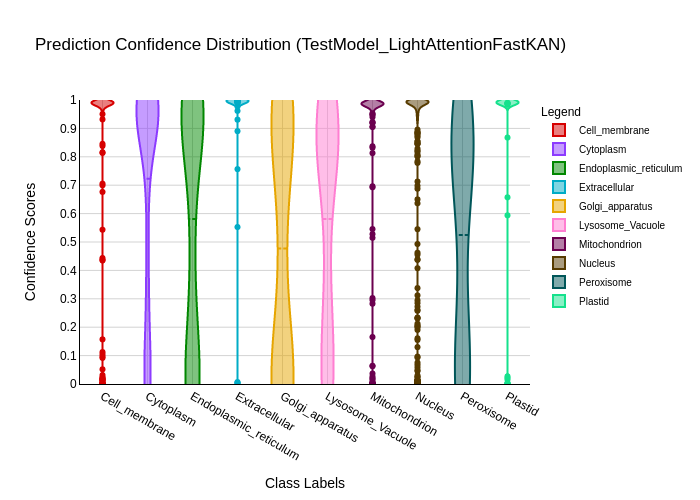 Prediction Confidence Distribution (TestModel_LightAttentionFastKAN)
Confidence Scores
1
0.9
0.8
0.7
0.6
0.5
0.4
0.3
0.2
0.1
0
Cell_membrane
Cytoplasm
Endoplasmic_reticulum
Extracellular
Golgi_apparatus
Lysosome_Vacuole
Mitochondrion
Nucleus
Peroxisome
Plastid
Class Labels
Legend
Cell_membrane
Cytoplasm
Endoplasmic_reticulum
Extracellular
Golgi_apparatus
Lysosome_Vacuole
Mitochondrion
Nucleus
Peroxisome
Plastid